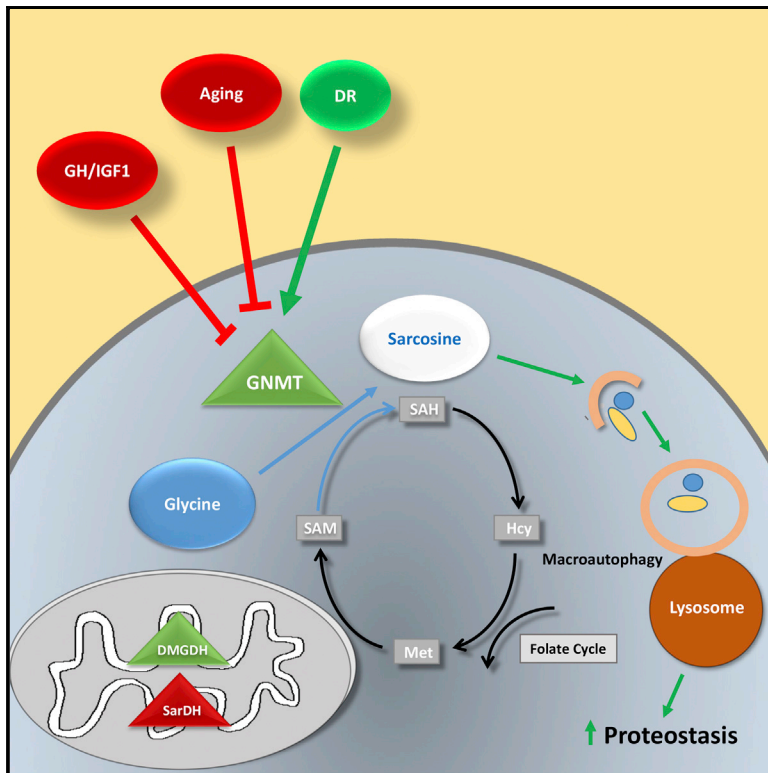 Aging
DR
GH/IGF1
Sarcosine
GNMT
SAH
Glycine
SAM
Hcy
Macroautophagy
Lysosome
DMGDH
Met
Folate Cycle
SarDH
Proteostasis